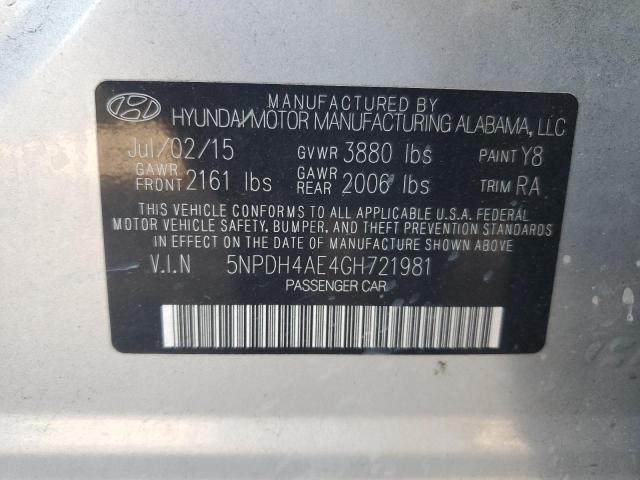 MANUFACTURED BY
HYUNDAI MOTOR MANUFACTURING ALABAMA, LLC
Jul/02/15 GVWR 3880 lbs PAINT Y8
GAWR FRONT 2161 lbs GAWR REAR 2006 lbs TRIM RA
THIS VEHICLE CONFORMS TO ALL APPLICABLE U.S.A. FEDERAL
MOTOR VEHICLE SAFETY, BUMPER, AND THEFT PREVENTION STANDARDS
IN EFFECT ON THE DATE OF MANUFACTURE SHOWN ABOVE.
V.I.N 5NPDH4AE4GH721981
PASSENGER CAR